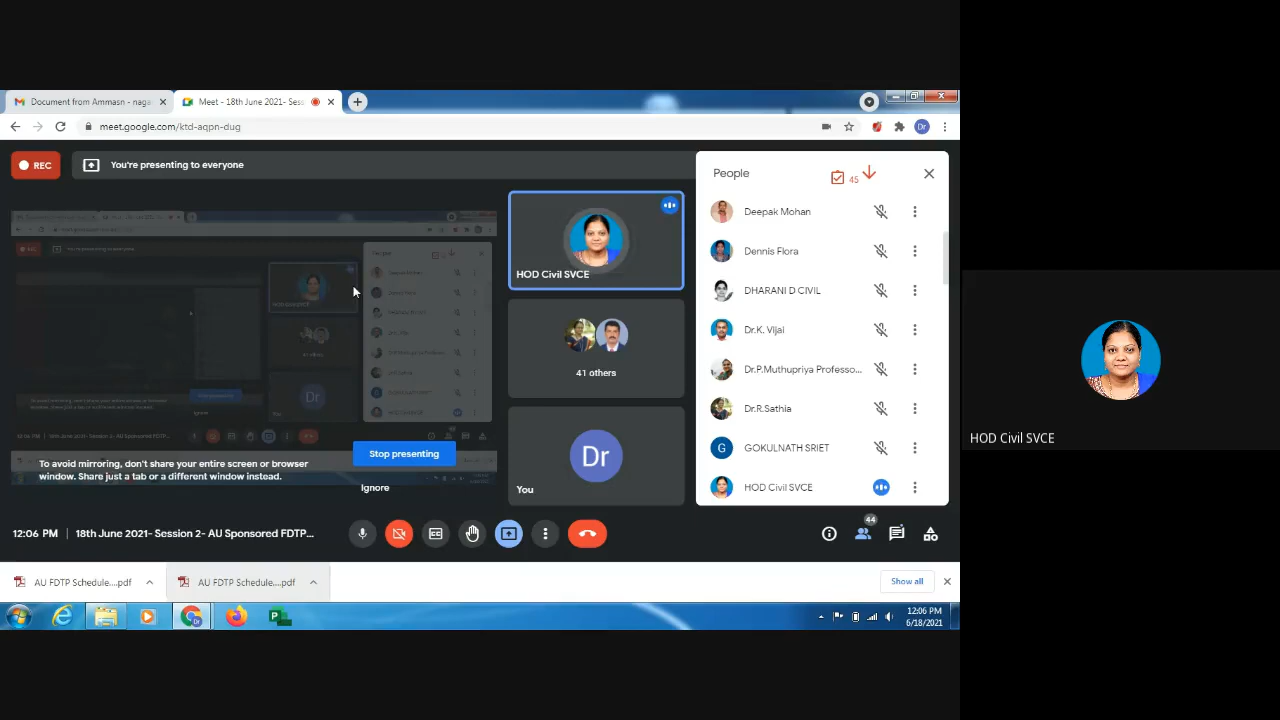 Document from Ammasn - naga
Meet - 18th June 2021- Sess
meet.google.com/ktd-aqpn-dug
Dr
REC
You're presenting to everyone
People
45
Deepak Mohan
Dennis Flora
DHARANI D CIVIL
Dr.K. Vijai
Dr.P.Muthupriya Professo...
Dr.R.Sathia
G
GOKULNATH SRIET
HOD Civil SVCE
HOD Civil SVCE
41 others
Dr
You
To avoid mirroring, don't share your entire screen or browser
window. Share just a tab or a different window instead.
Stop presenting
Ignore
12:06 PM | 18th June 2021- Session 2- AU Sponsored FDTP...
44
AU FDTP Schedule....pdf
AU FDTP Schedule....pdf
Show all
12:06 PM
6/18/2021
HOD Civil SVCE